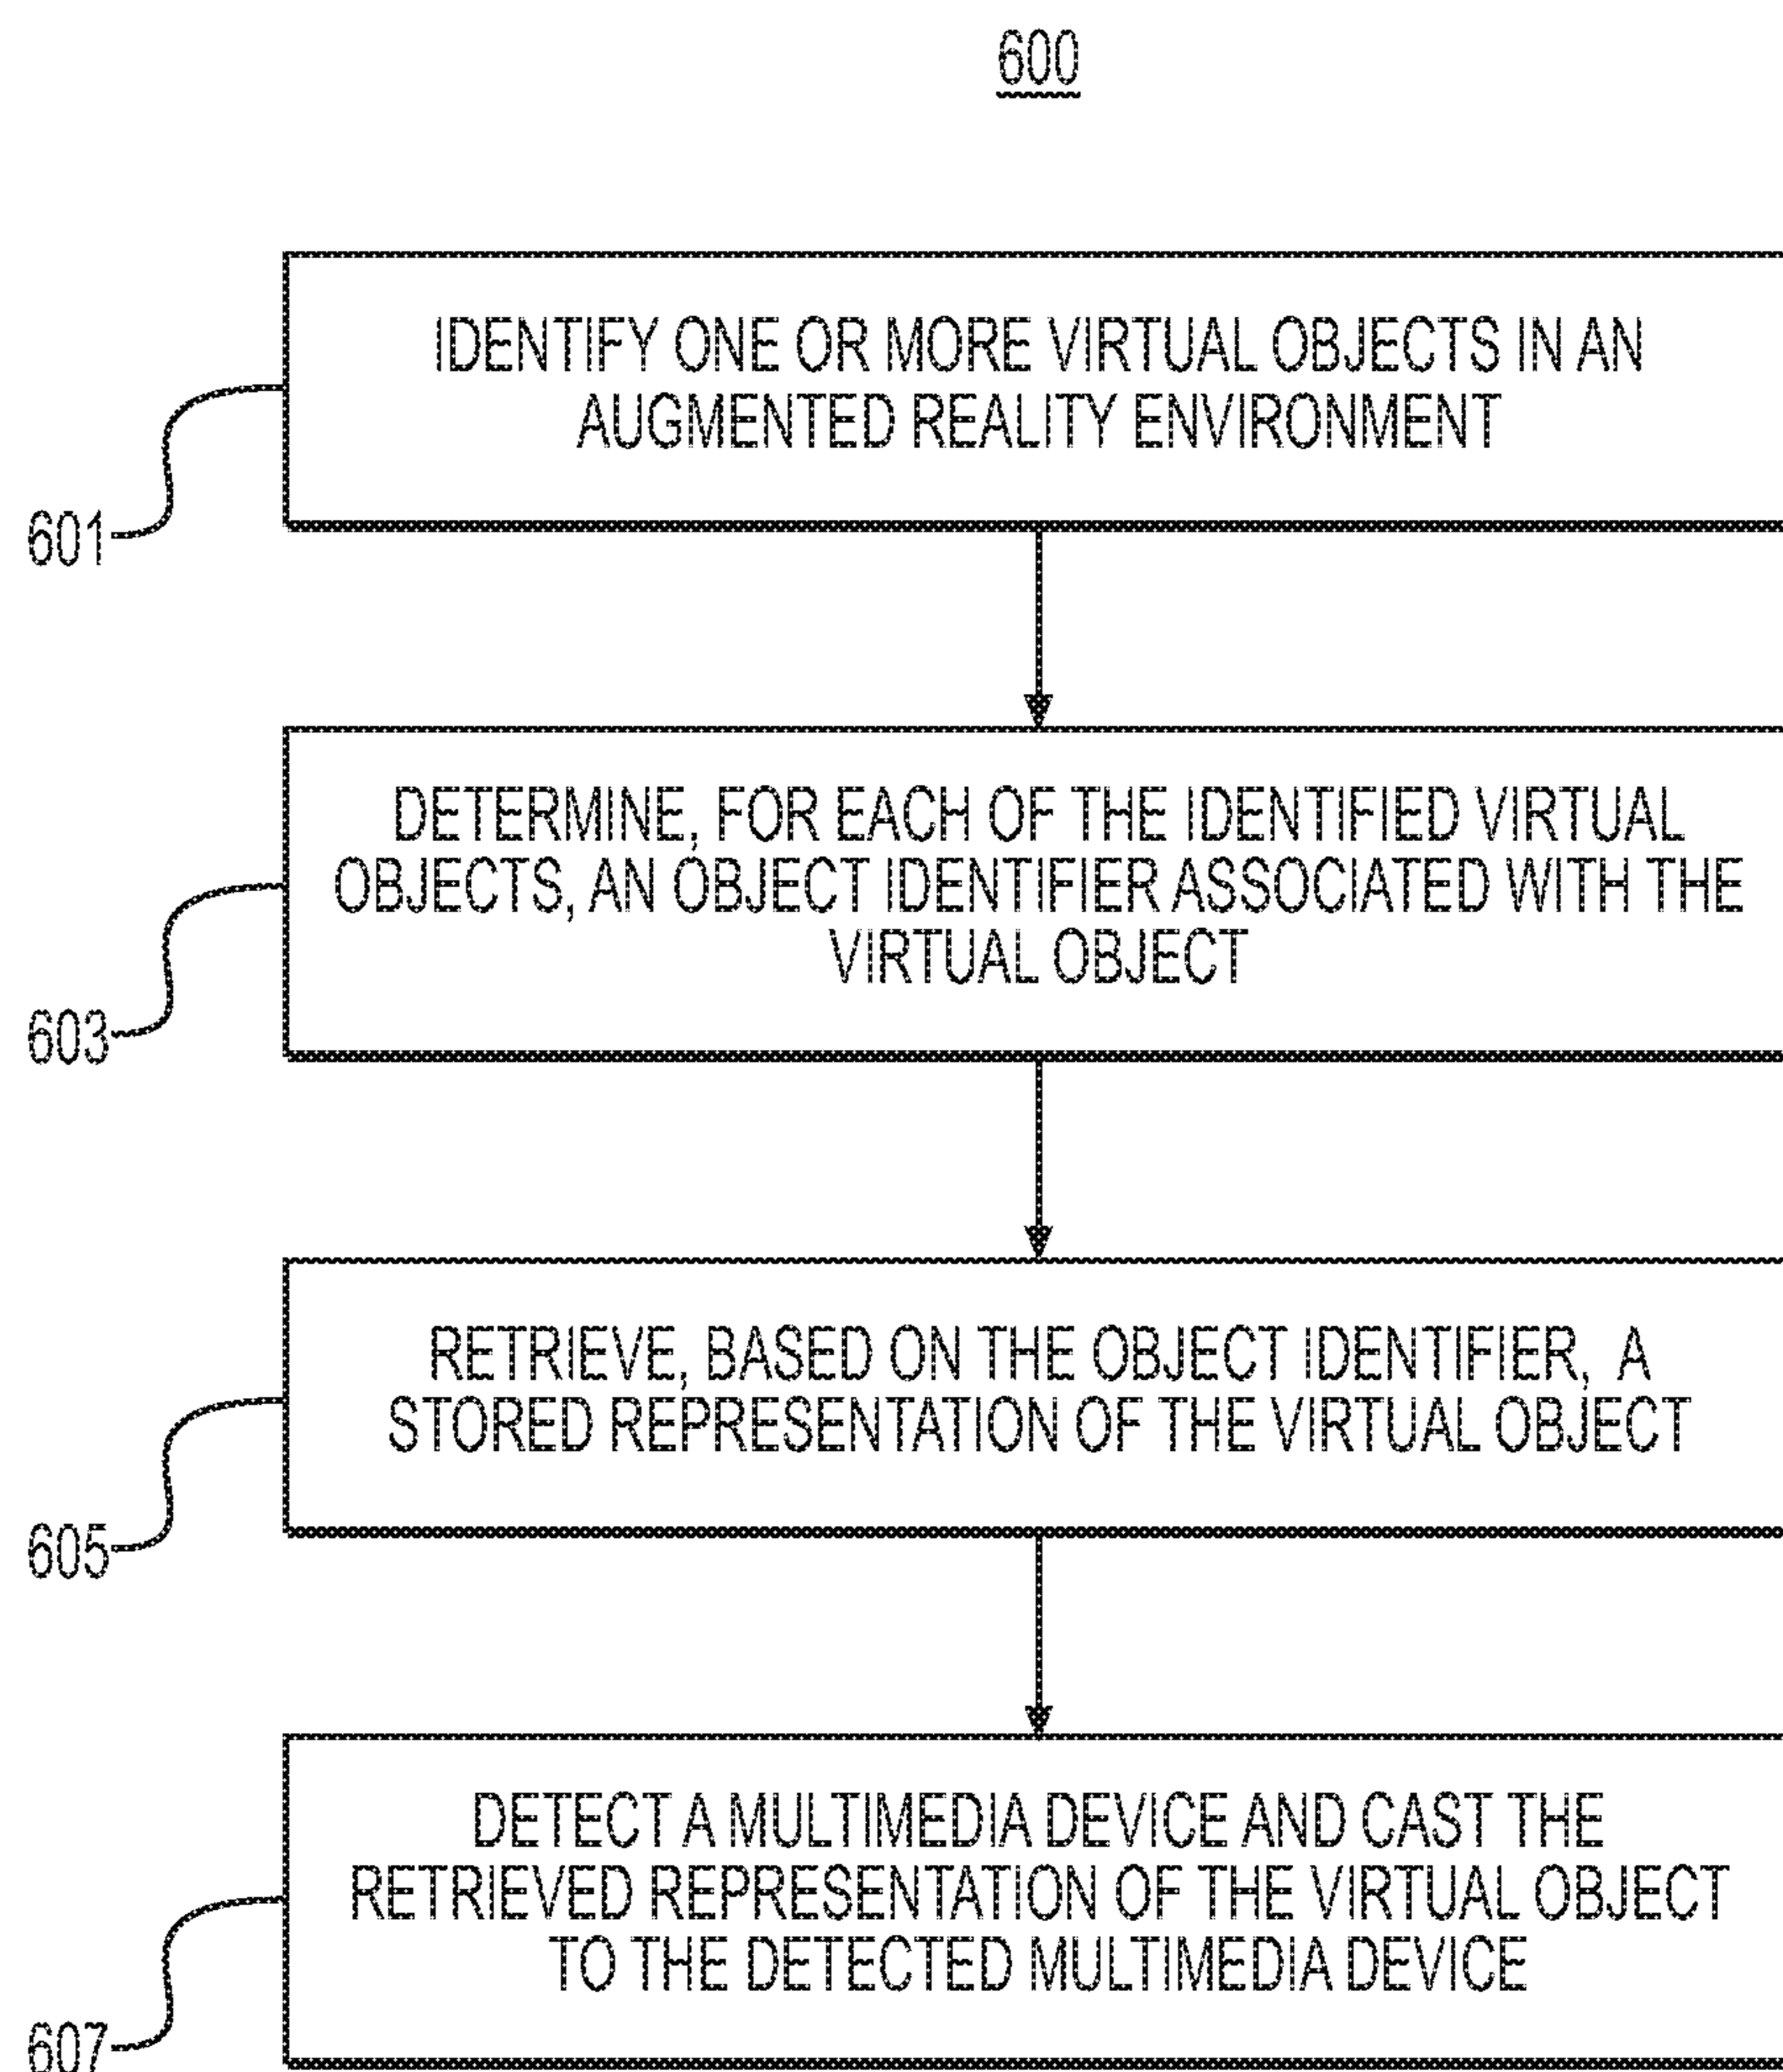 600
IDENTIFY ONE OR MORE VIRTUAL OBJECTS IN AN
AUGMENTED REALITY ENVIRONMENT
601
DETERMINE, FOR EACH OF THE IDENTIFIED VIRTUAL
OBJECTS, AN OBJECT IDENTIFIER ASSOCIATED WITH THE
VIRTUAL OBJECT
603
RETRIEVE, BASED ON THE OBJECT IDENTIFIER, A
STORED REPRESENTATION OF THE VIRTUAL OBJECT
605
DETECT A MULTIMEDIA DEVICE AND CAST THE
RETRIEVED REPRESENTATION OF THE VIRTUAL OBJECT
TO THE DETECTED MULTIMEDIA DEVICE
607